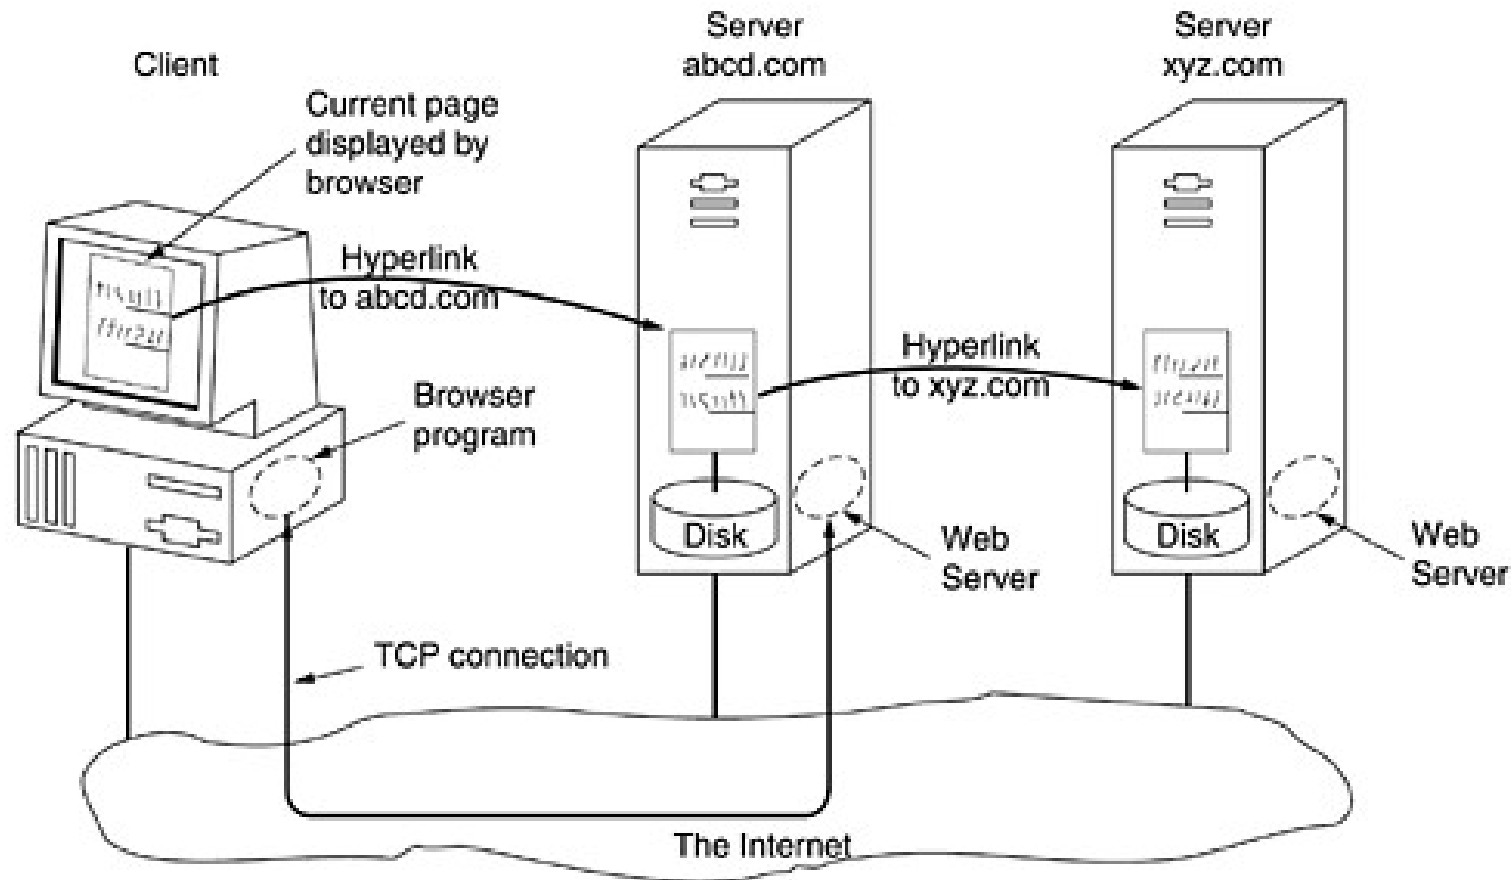 Client
Server
abcd.com
Server
xyz.com
Current page
displayed by
browser
Hyperlink
to abcd.com
Hyperlink
to xyz.com
Browser
program
Disk
Web
Server
Disk
Web
Server
TCP connection
The Internet